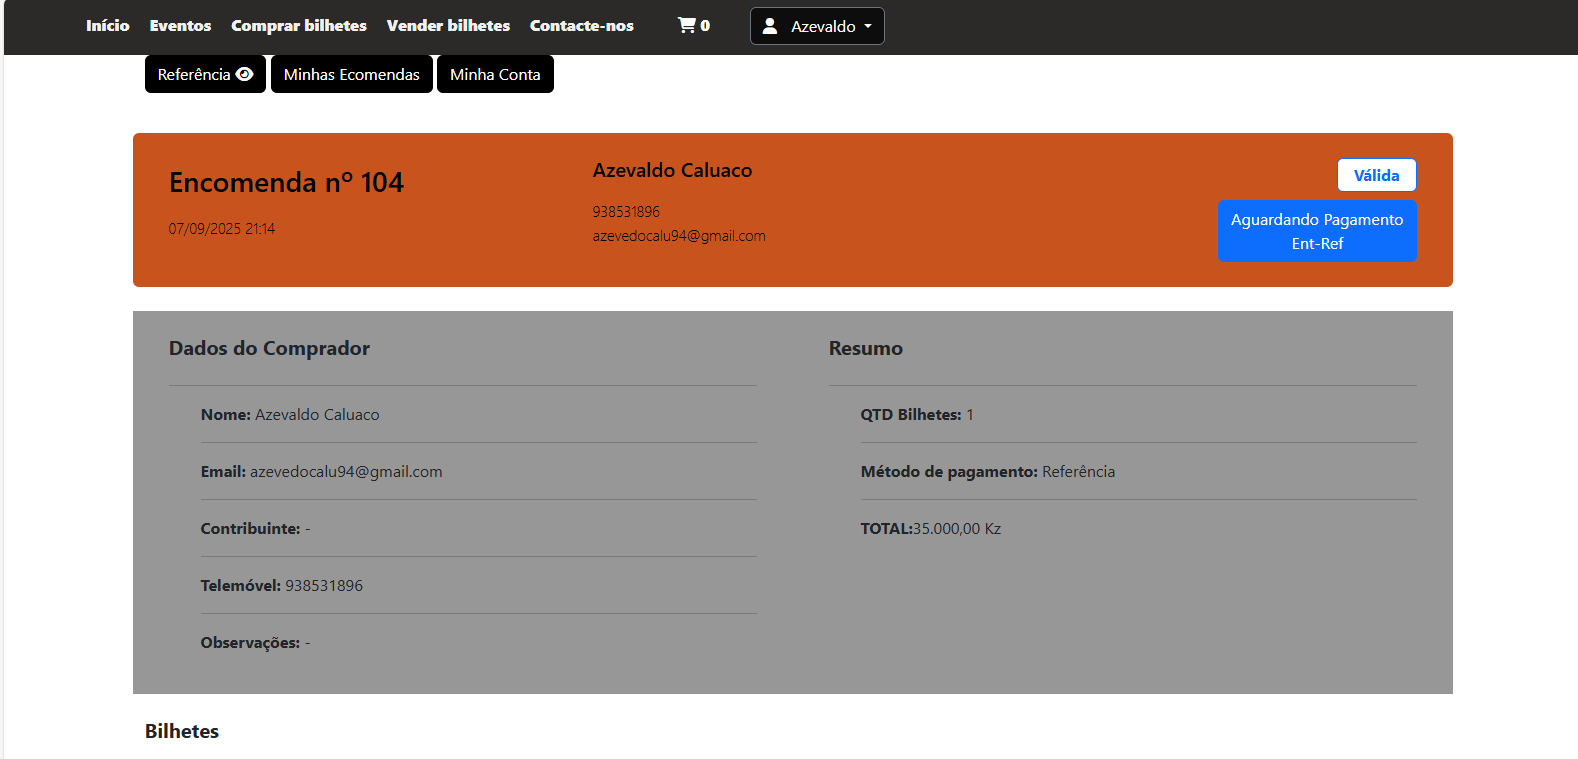 Início Eventos Comprar bilhetes Vender bilhetes Contacte-nos 0 Azevaldo
Referência Minhas Ecomendas Minha Conta
Encomenda nº 104
07/09/2025 21:14
Azevaldo Caluaco
938531896
azevedocalu94@gmail.com
Válida
Aguardando Pagamento
Ent-Ref
Dados do Comprador
Nome: Azevaldo Caluaco
Email: azevedocalu94@gmail.com
Contribuinte: -
Telemóvel: 938531896
Observações: -
Resumo
QTD Bilhetes: 1
Método de pagamento: Referência
TOTAL:35.000,00 Kz
Bilhetes